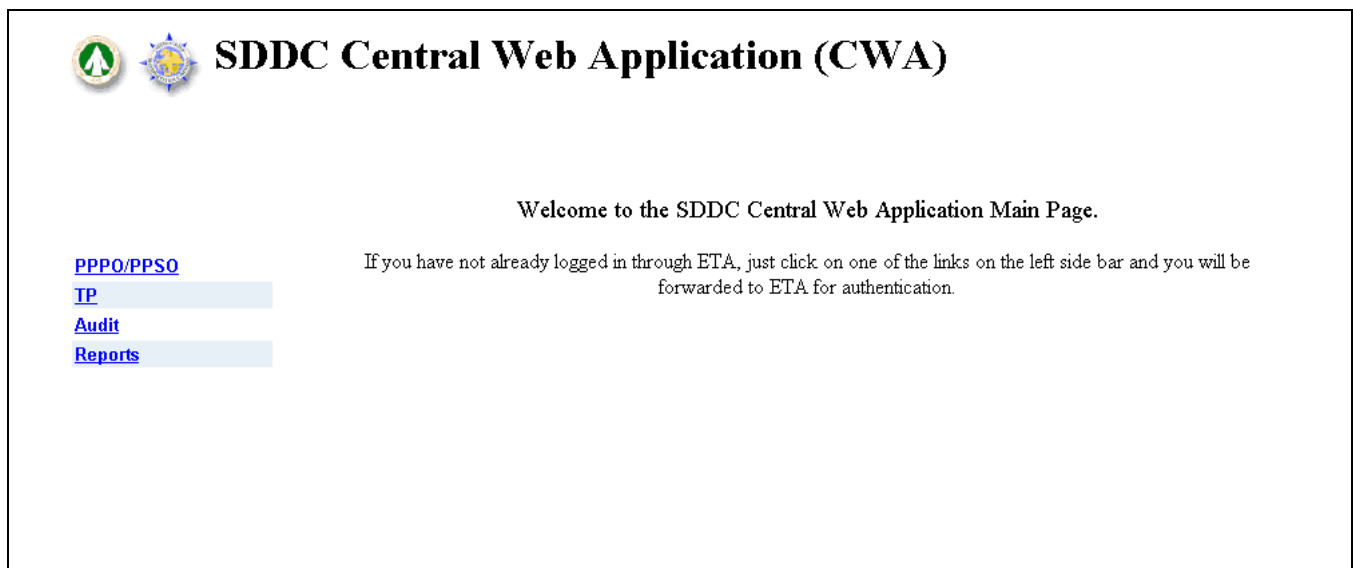 SDDC Central Web Application (CWA)
Welcome to the SDDC Central Web Application Main Page.
If you have not already logged in through ETA, just click on one of the links on the left side bar and you will be
forwarded to ETA for authentication.
PPPO/PPSO
TP
Audit
Reports